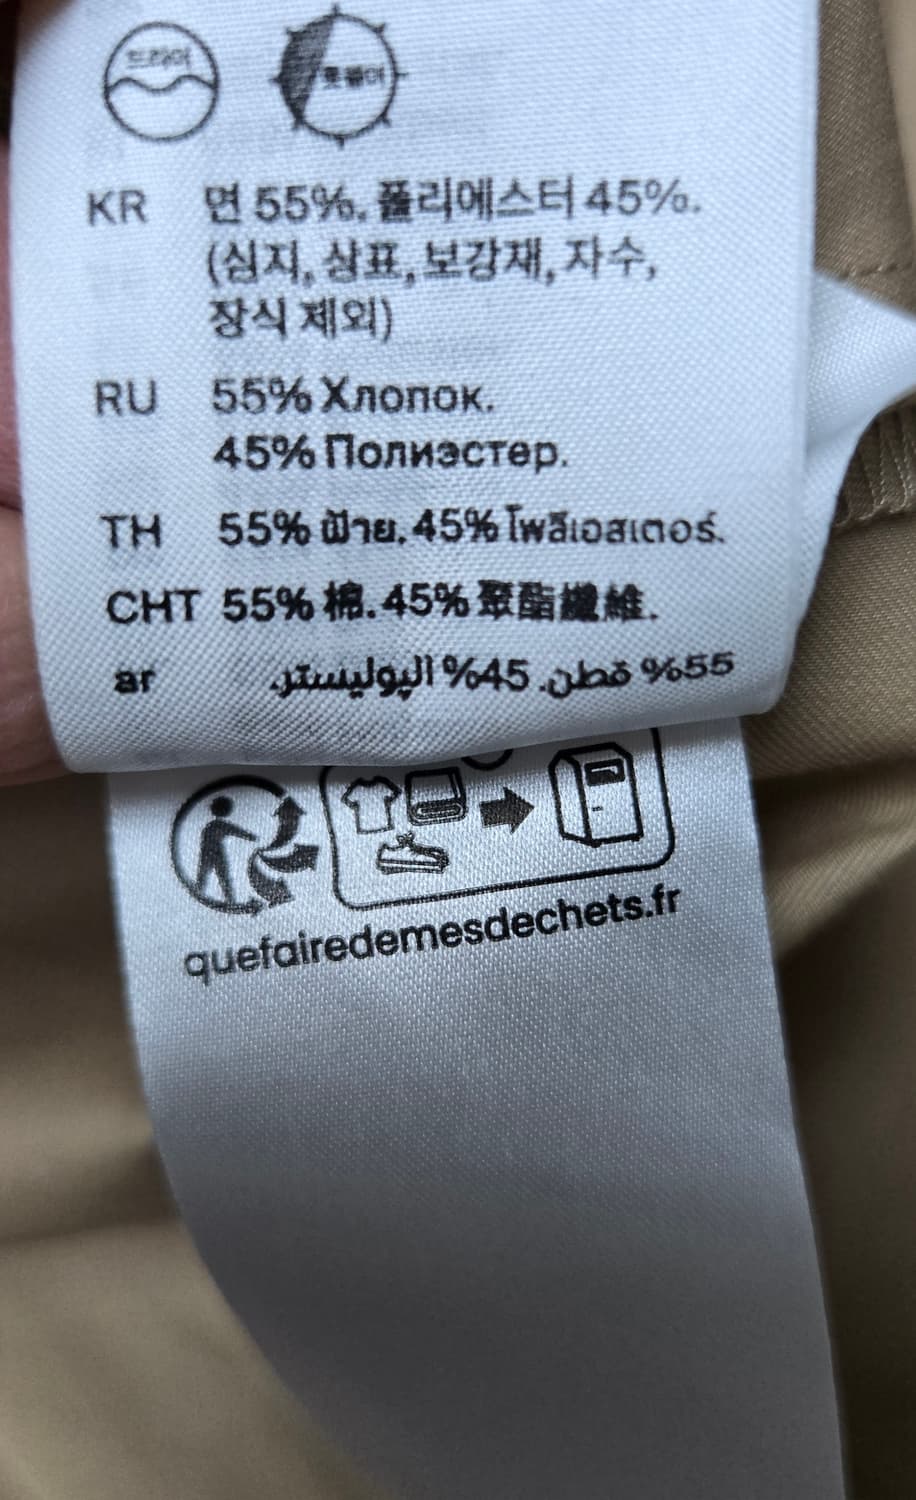 드라이
KR 면 55%. 폴리에스터 45%.
(심지, 상표, 보강재, 자수,
장식 제외)
RU 55% Хлопок.
45% Полиэстер.
TH 55% ฝ้าย. 45% โพลีเอสเตอร์.
CHT 55% 棉. 45% 聚酯纖維.
ar 55% قطن. 45% البوليستر.
quefairedemesdechets.fr